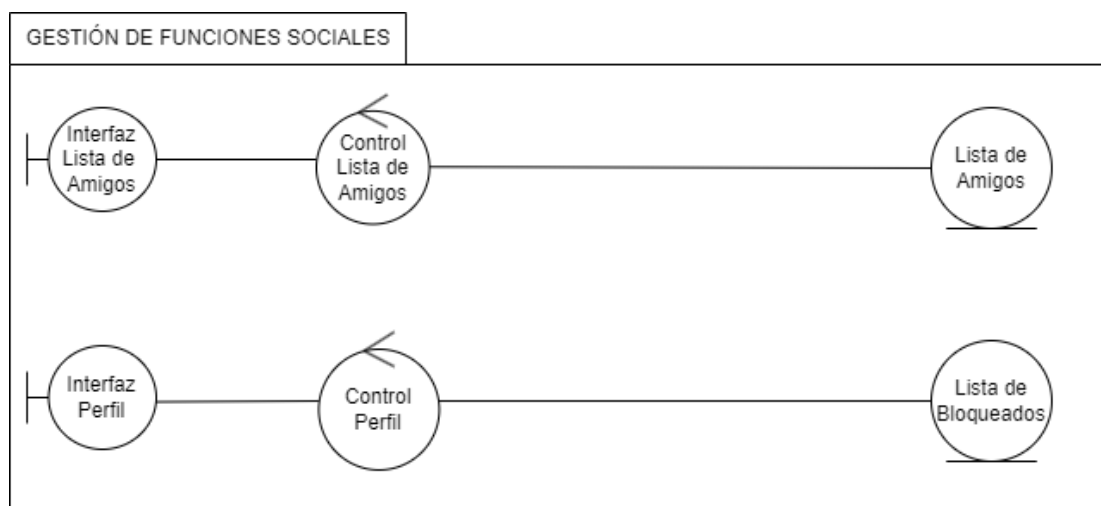 GESTIÓN DE FUNCIONES SOCIALES
Interfaz
Lista de
Amigos
Control
Lista de
Amigos
Lista de
Amigos
Interfaz
Perfil
Control
Perfil
Lista de
Bloqueados